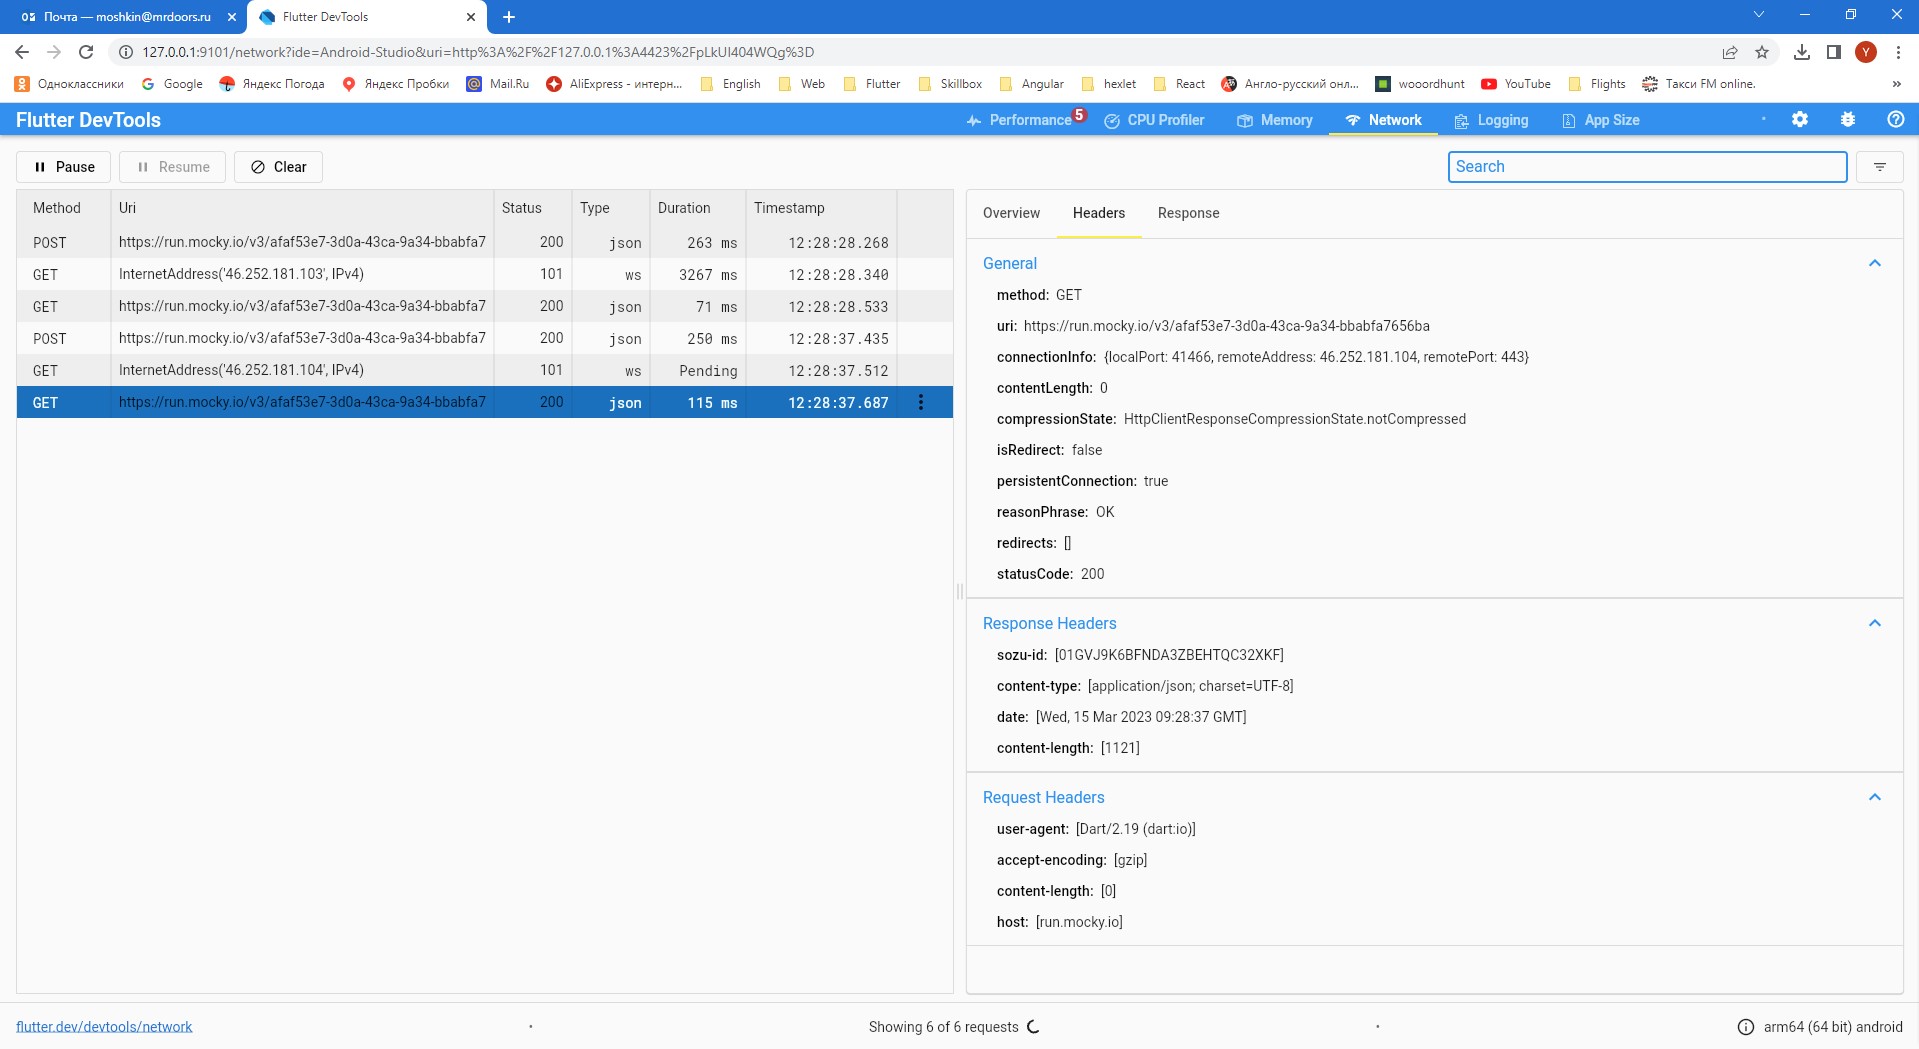 Почта — moshkin@mrdoors.ru
Flutter DevTools
127.0.0.1:9101/network?ide=Android-Studio&uri=http%3A%2F%2F127.0.0.1%3A4423%2FpLkUI404WQg%3D
Y
Одноклассники Google Яндекс Погода Яндекс Пробки Mail.Ru AliExpress - интерн... English Web Flutter Skillbox Angular hexlet React Англо-русский онл... wooordhunt YouTube Flights Такси FM online. »
Flutter DevTools Performance 5 CPU Profiler Memory Network Logging App Size
Pause Resume Clear Search
Method Uri Status Type Duration Timestamp
POST https://run.mocky.io/v3/afaf53e7-3d0a-43ca-9a34-bbabfa7 200 json 263 ms 12:28:28.268
GET InternetAddress('46.252.181.103', IPv4) 101 ws 3267 ms 12:28:28.340
GET https://run.mocky.io/v3/afaf53e7-3d0a-43ca-9a34-bbabfa7 200 json 71 ms 12:28:28.533
POST https://run.mocky.io/v3/afaf53e7-3d0a-43ca-9a34-bbabfa7 200 json 250 ms 12:28:37.435
GET InternetAddress('46.252.181.104', IPv4) 101 ws Pending 12:28:37.512
GET https://run.mocky.io/v3/afaf53e7-3d0a-43ca-9a34-bbabfa7 200 json 115 ms 12:28:37.687
Overview Headers Response
General
method: GET
uri: https://run.mocky.io/v3/afaf53e7-3d0a-43ca-9a34-bbabfa7656ba
connectionInfo: {localPort: 41466, remoteAddress: 46.252.181.104, remotePort: 443}
contentLength: 0
compressionState: HttpClientResponseCompressionState.notCompressed
isRedirect: false
persistentConnection: true
reasonPhrase: OK
redirects: []
statusCode: 200
Response Headers
sozu-id: [01GVJ9K6BFNDA3ZBEHTQC32XKF]
content-type: [application/json; charset=UTF-8]
date: [Wed, 15 Mar 2023 09:28:37 GMT]
content-length: [1121]
Request Headers
user-agent: [Dart/2.19 (dart:io)]
accept-encoding: [gzip]
content-length: [0]
host: [run.mocky.io]
flutter.dev/devtools/network • Showing 6 of 6 requests • arm64 (64 bit) android